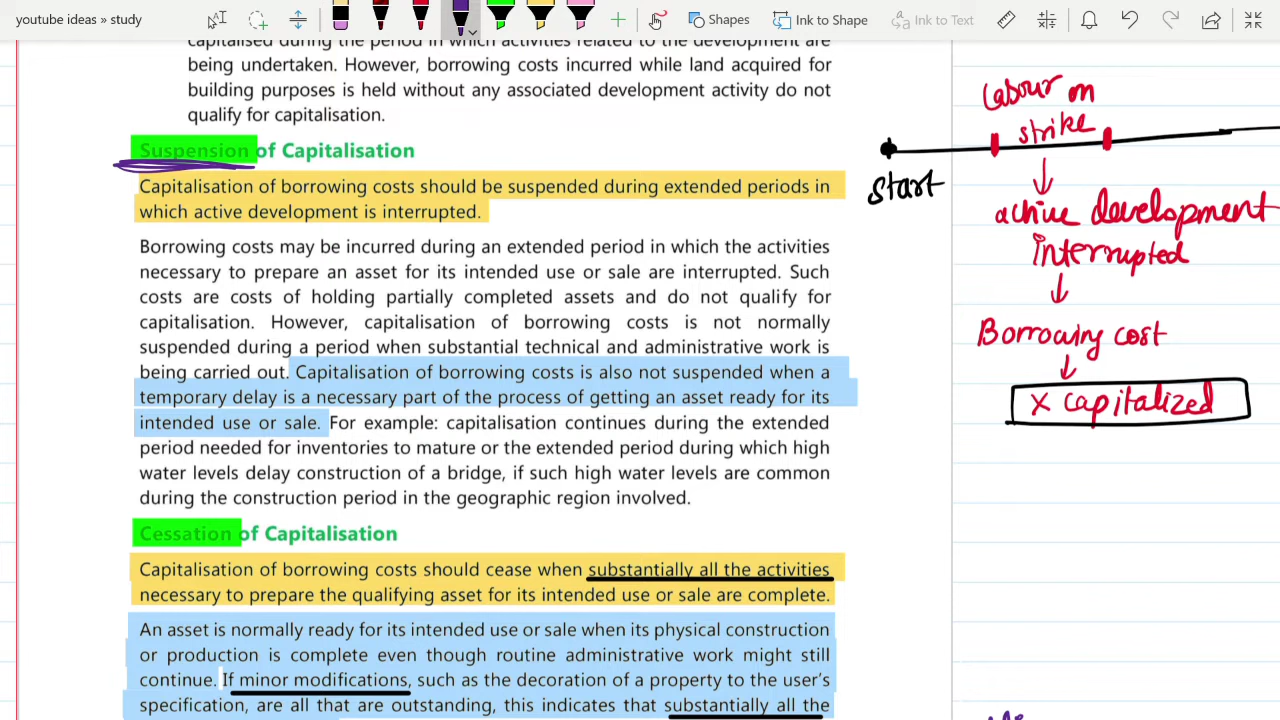 youtube ideas » study
Shapes
Ink to Shape
Ink to Text
capitalised during the period in which activities related to the development are
being undertaken. However, borrowing costs incurred while land acquired for
building purposes is held without any associated development activity do not
qualify for capitalisation.
Suspension of Capitalisation
Capitalisation of borrowing costs should be suspended during extended periods in
which active development is interrupted.
Borrowing costs may be incurred during an extended period in which the activities
necessary to prepare an asset for its intended use or sale are interrupted. Such
costs are costs of holding partially completed assets and do not qualify for
capitalisation. However, capitalisation of borrowing costs is not normally
suspended during a period when substantial technical and administrative work is
being carried out. Capitalisation of borrowing costs is also not suspended when a
temporary delay is a necessary part of the process of getting an asset ready for its
intended use or sale. For example: capitalisation continues during the extended
period needed for inventories to mature or the extended period during which high
water levels delay construction of a bridge, if such high water levels are common
during the construction period in the geographic region involved.
Cessation of Capitalisation
Capitalisation of borrowing costs should cease when substantially all the activities
necessary to prepare the qualifying asset for its intended use or sale are complete.
An asset is normally ready for its intended use or sale when its physical construction
or production is complete even though routine administrative work might still
continue. If minor modifications, such as the decoration of a property to the user's
specification, are all that are outstanding, this indicates that substantially all the
Labour on
strike
start
active development
interrupted
Borrowing cost
x capitalized